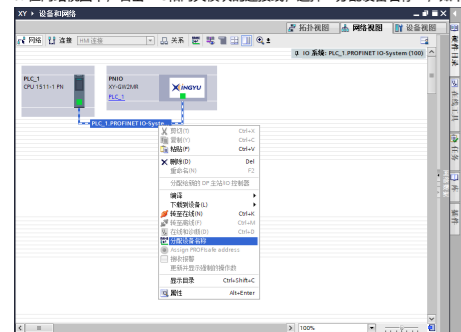 XY › 设备和网络
拓扑视图 网络视图 设备视图
网络 连接 HMI 连接 关系
IO 系统: PLC_1.PROFINET IO-System (100)
PLC_1
CPU 1511-1 PN
PNIO
XY-GW2MR
PLC_1
XINGYU
PLC_1.PROFINET IO-Syste...
剪切(T) Ctrl+X
复制(Y) Ctrl+C
粘贴(P) Ctrl+V
删除(D) Del
重命名(N) F2
分配给新的 DP 主站/IO 控制器
编译
下载到设备(L)
转至在线(N) Ctrl+K
转至离线(F) Ctrl+M
在线和诊断(D) Ctrl+D
分配设备名称
Assign PROFIsafe address
接收报警
更新并显示强制的操作数
显示目录 Ctrl+Shift+C
属性 Alt+Enter
100%